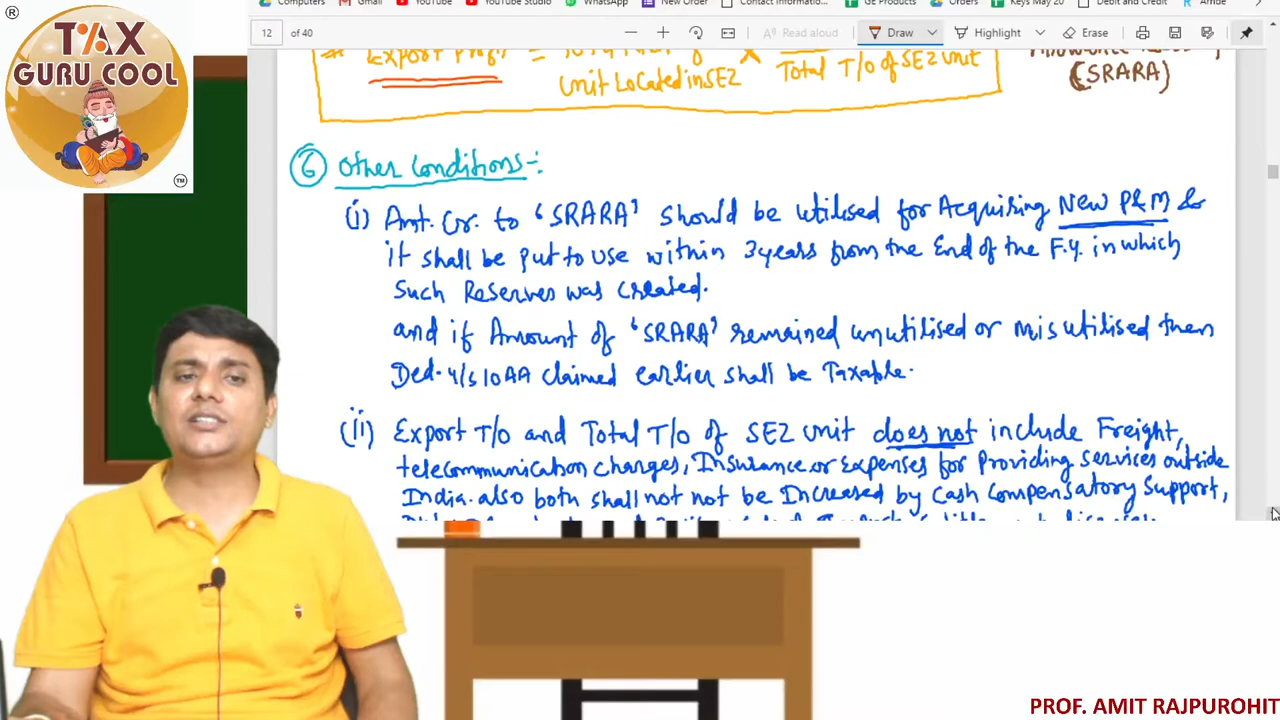 Computers
Gmail
YouTube
YouTube Studio
WhatsApp
New Order
Contact Informatio...
GE Products
Orders
Keys May 20
Debit and Credit
Arride
®
TAX
GURU COOL
TM
12 of 40
Read aloud
Draw
Highlight
Erase
# Export Profit =
Unit Located in SEZ
X
Total T/O of SEZ Unit
(SRARA)
6 Other Conditions :-
(i) Amt. Cr. to 'SRARA' should be utilised for Acquiring New P&M &
it shall be put to use within 3 years from the End of the F.Y. in which
such Reserves was created.
and if Amount of 'SRARA' remained unutilised or misutilised then
Ded. u/s 10AA claimed earlier shall be Taxable.
(ii) Export T/O and Total T/O of SEZ unit does not include Freight,
telecommunication charges, Insurance or Expenses for Providing services outside
India. also both shall not not be Increased by Cash Compensatory Support,
PROF. AMIT RAJPUROHIT